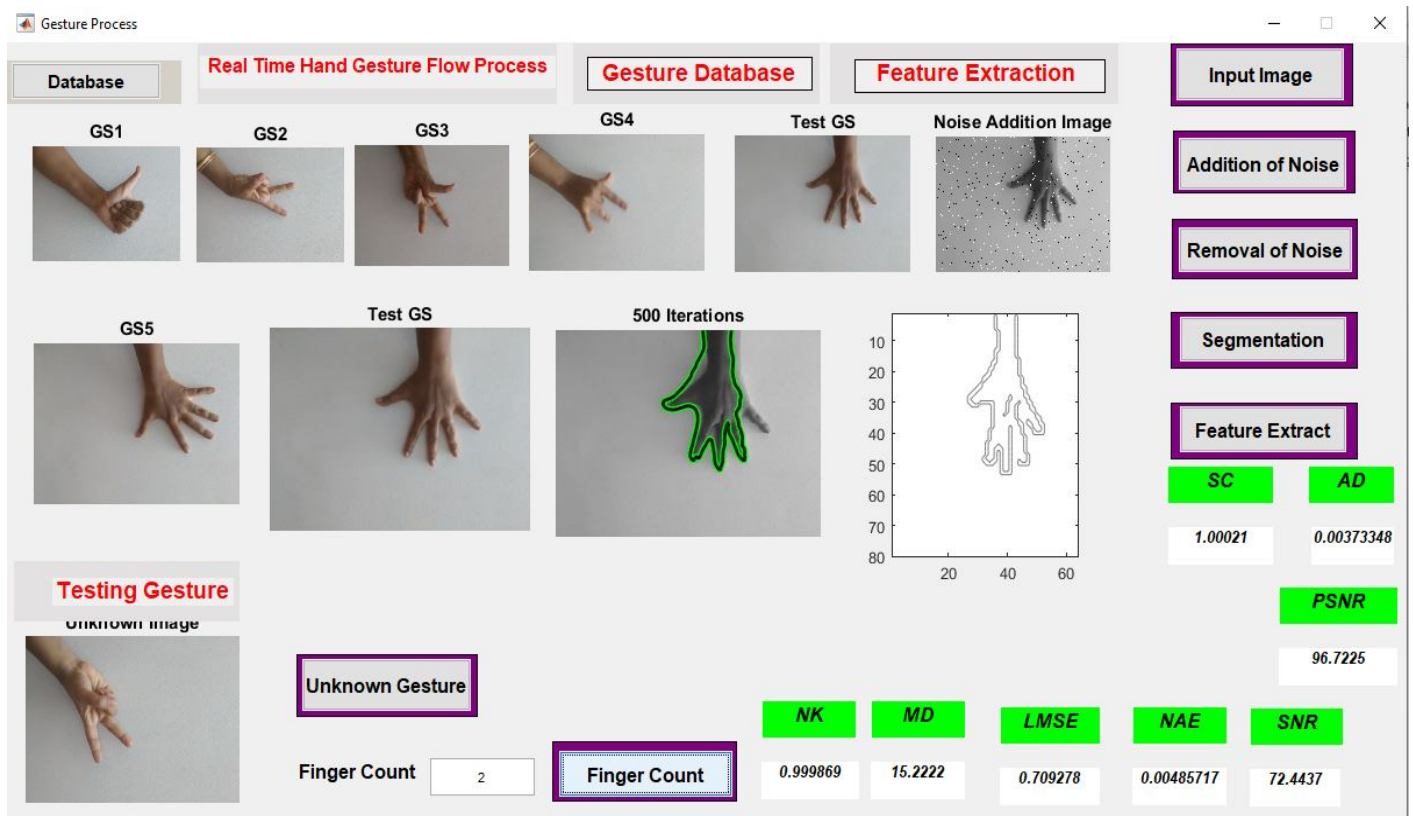 Gesture Process
Database
Real Time Hand Gesture Flow Process
Gesture Database
Feature Extraction
Input Image
GS1
GS2
GS3
GS4
Test GS
Noise Addition Image
Addition of Noise
Removal of Noise
GS5
Test GS
500 Iterations
10
20
30
40
50
60
70
80
20 40 60
Segmentation
Feature Extract
SC AD
1.00021 0.00373348
PSNR
96.7225
Testing Gesture
Unknown Image
Unknown Gesture
Finger Count 2 Finger Count
NK MD LMSE NAE SNR
0.999869 15.2222 0.709278 0.00485717 72.4437